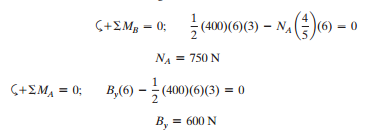 ↺+ΣM_B = 0; 1/2 (400)(6)(3) − N_A(4/5)(6) = 0
N_A = 750 N
↺+ΣM_A = 0; B_y(6) − 1/2 (400)(6)(3) = 0
B_y = 600 N